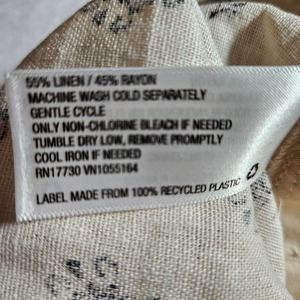 55% LINEN / 45% RAYON
MACHINE WASH COLD SEPARATELY
GENTLE CYCLE
ONLY NON-CHLORINE BLEACH IF NEEDED
TUMBLE DRY LOW, REMOVE PROMPTLY
COOL IRON IF NEEDED
RN17730 VN1055164
LABEL MADE FROM 100% RECYCLED PLASTIC